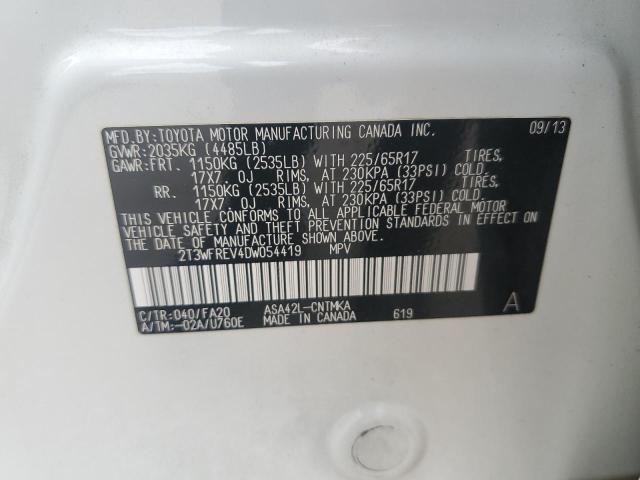 MFD.BY:TOYOTA MOTOR MANUFACTURING CANADA INC. 09/13
GVWR:2035KG (4485LB)
GAWR:FRT. 1150KG (2535LB) WITH 225/65R17 TIRES,
17X7.0J RIMS, AT 230KPA (33PSI) COLD.
RR. 1150KG (2535LB) WITH 225/65R17 TIRES,
17X7.0J RIMS, AT 230KPA (33PSI) COLD.
THIS VEHICLE CONFORMS TO ALL APPLICABLE FEDERAL MOTOR
VEHICLE SAFETY AND THEFT PREVENTION STANDARDS IN EFFECT ON
THE DATE OF MANUFACTURE SHOWN ABOVE.
2T3WFREV4DW054419 MPV
C/TR:040/FA20 ASA42L-CNTMKA 619 A
A/TM:-02A/U760E MADE IN CANADA